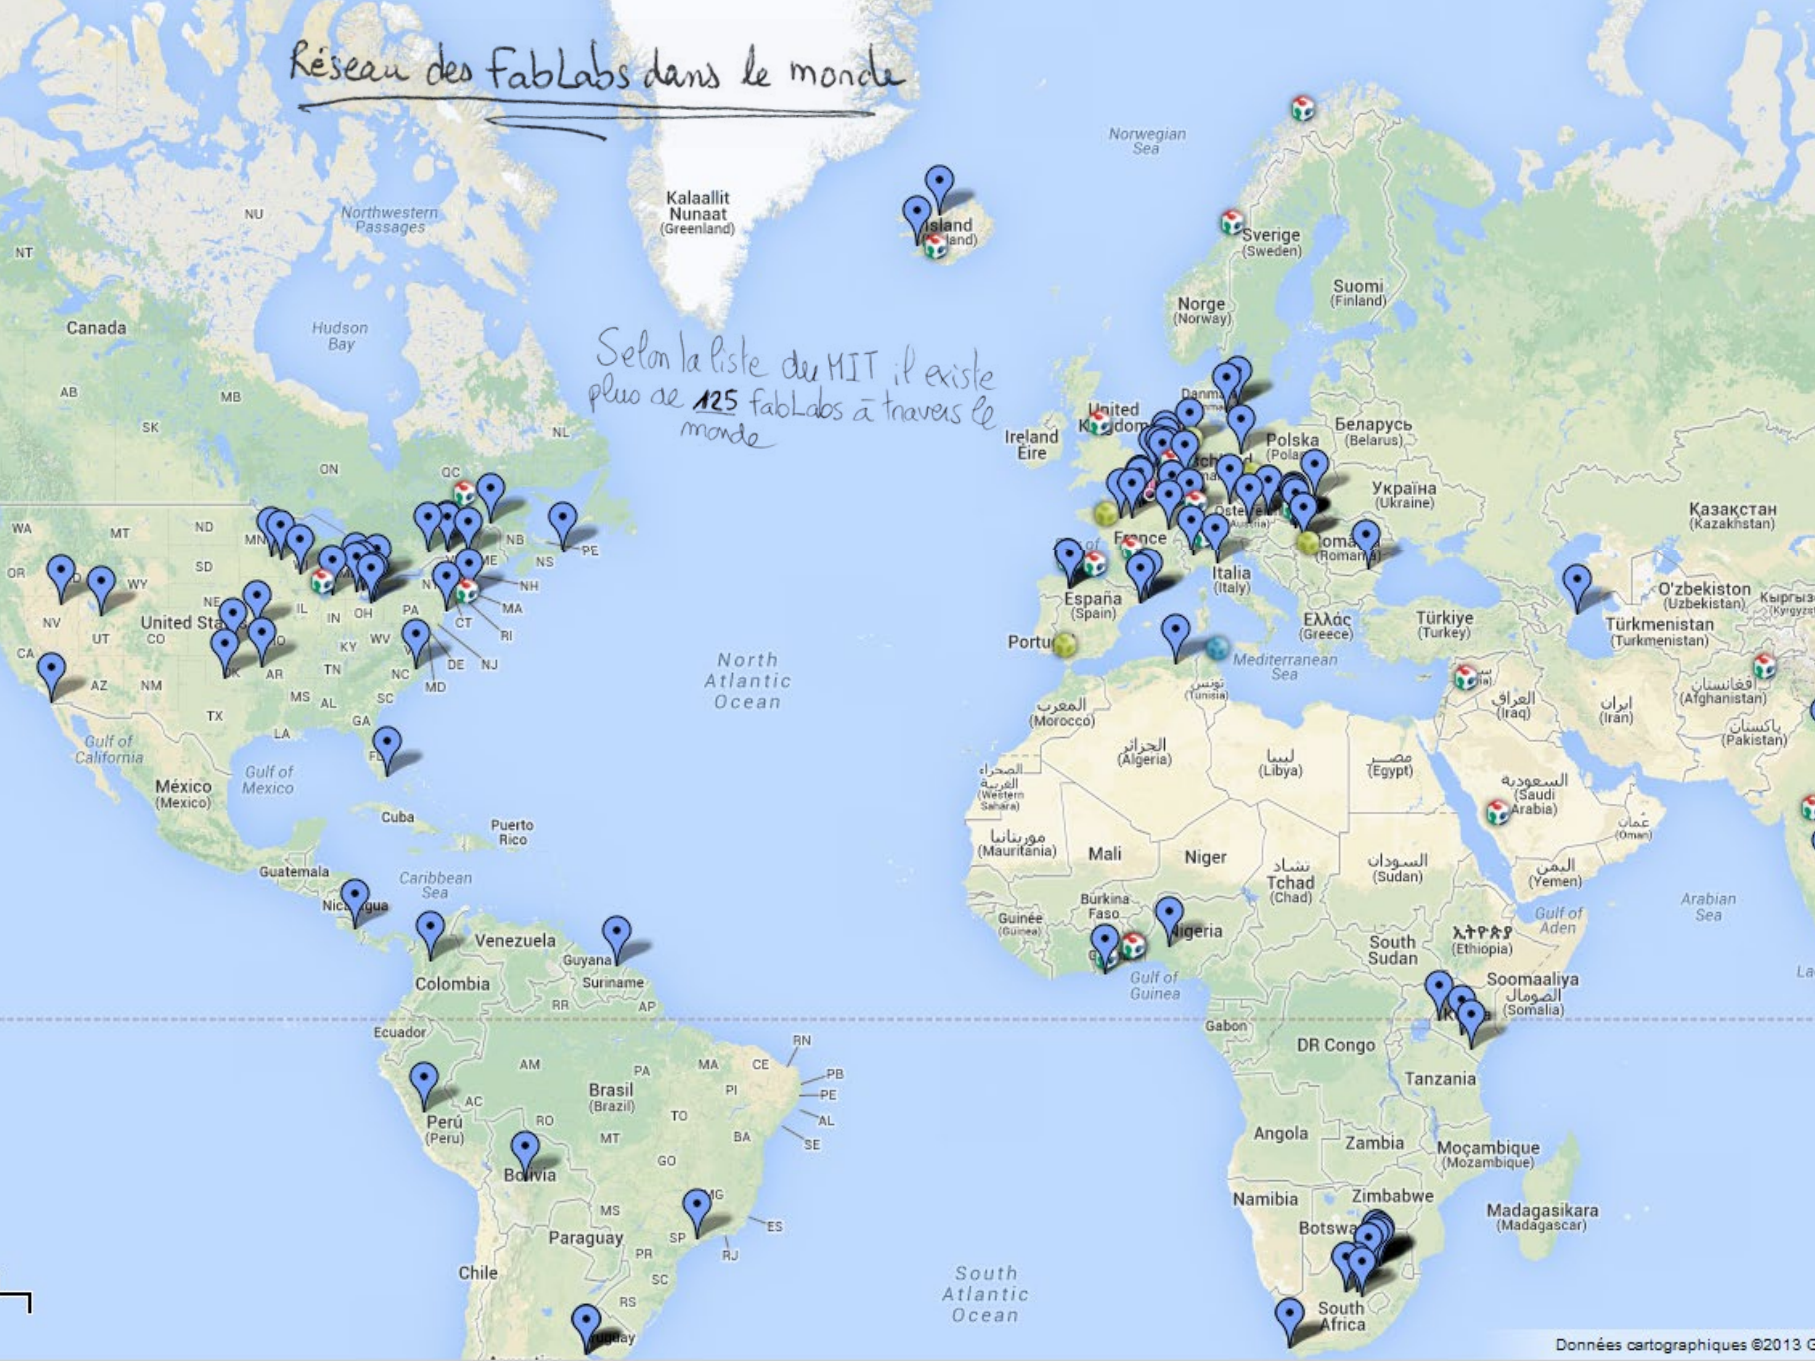 Réseau des FabLabs dans le monde
Norwegian
Sea
Kalaallit
Nunaat
(Greenland)
NU
Northwestern
Passages
Island
NT
Sverige
(Sweden)
Suomi
(Finland)
Norge
(Norway)
Canada
Hudson
Bay
Selon la liste du MIT il existe
plus de 125 fabLabs à travers le
monde
AB
MB
SK
NL
ON
QC
United
Kingdom
Ireland
Éire
Беларусь
(Belarus)
Polska
Україна
(Ukraine)
Қазақстан
(Kazakhstan)
WA
MT
ND
MN
NB
PE
NS
France
(Austria)
(Romania)
OR
WY
SD
ME
NH
MA
RI
CT
NE
IL
IN
OH
PA
NV
UT
CO
United
KY
WV
DE
NJ
MD
CA
AZ
NM
AR
TN
NC
SC
MS
AL
GA
TX
LA
Italia
(Italy)
España
(Spain)
Ελλάς
(Greece)
Türkiye
(Turkey)
O'zbekiston
(Uzbekistan)
Türkmenistan
(Turkmenistan)
North
Atlantic
Ocean
Mediterranean
Sea
تونس
(Tunisia)
المغرب
(Morocco)
الجزائر
(Algeria)
ليبيا
(Libya)
مصر
(Egypt)
العراق
(Iraq)
ايران
(Iran)
افغانستان
(Afghanistan)
پاکستان
(Pakistan)
Gulf of
California
Gulf of
Mexico
México
(Mexico)
Cuba
Puerto
Rico
الصحراء
الغربية
(Western
Sahara)
السعودية
(Saudi
Arabia)
عُمان
(Oman)
موريتانيا
(Mauritania)
Mali
Niger
تشاد
Tchad
(Chad)
السودان
(Sudan)
اليمن
(Yemen)
Guatemala
Caribbean
Sea
Burkina
Faso
Guinée
(Guinea)
Nigeria
Gulf of
Aden
Arabian
Sea
Venezuela
Guyana
Suriname
Colombia
Gulf of
Guinea
South
Sudan
ኢትዮጵያ
(Ethiopia)
Soomaaliya
الصومال
(Somalia)
RR
AP
Ecuador
Gabon
DR Congo
Tanzania
RN
AM
PA
MA
CE
PB
Brasil
(Brazil)
PI
PE
AC
TO
AL
Perú
(Peru)
RO
MT
BA
SE
Angola
Zambia
Moçambique
(Mozambique)
GO
Bolivia
MG
Namibia
Zimbabwe
Madagasikara
(Madagascar)
MS
ES
Paraguay
SP
RJ
PR
Chile
SC
RS
South
Atlantic
Ocean
South
Africa
Données cartographiques ©2013